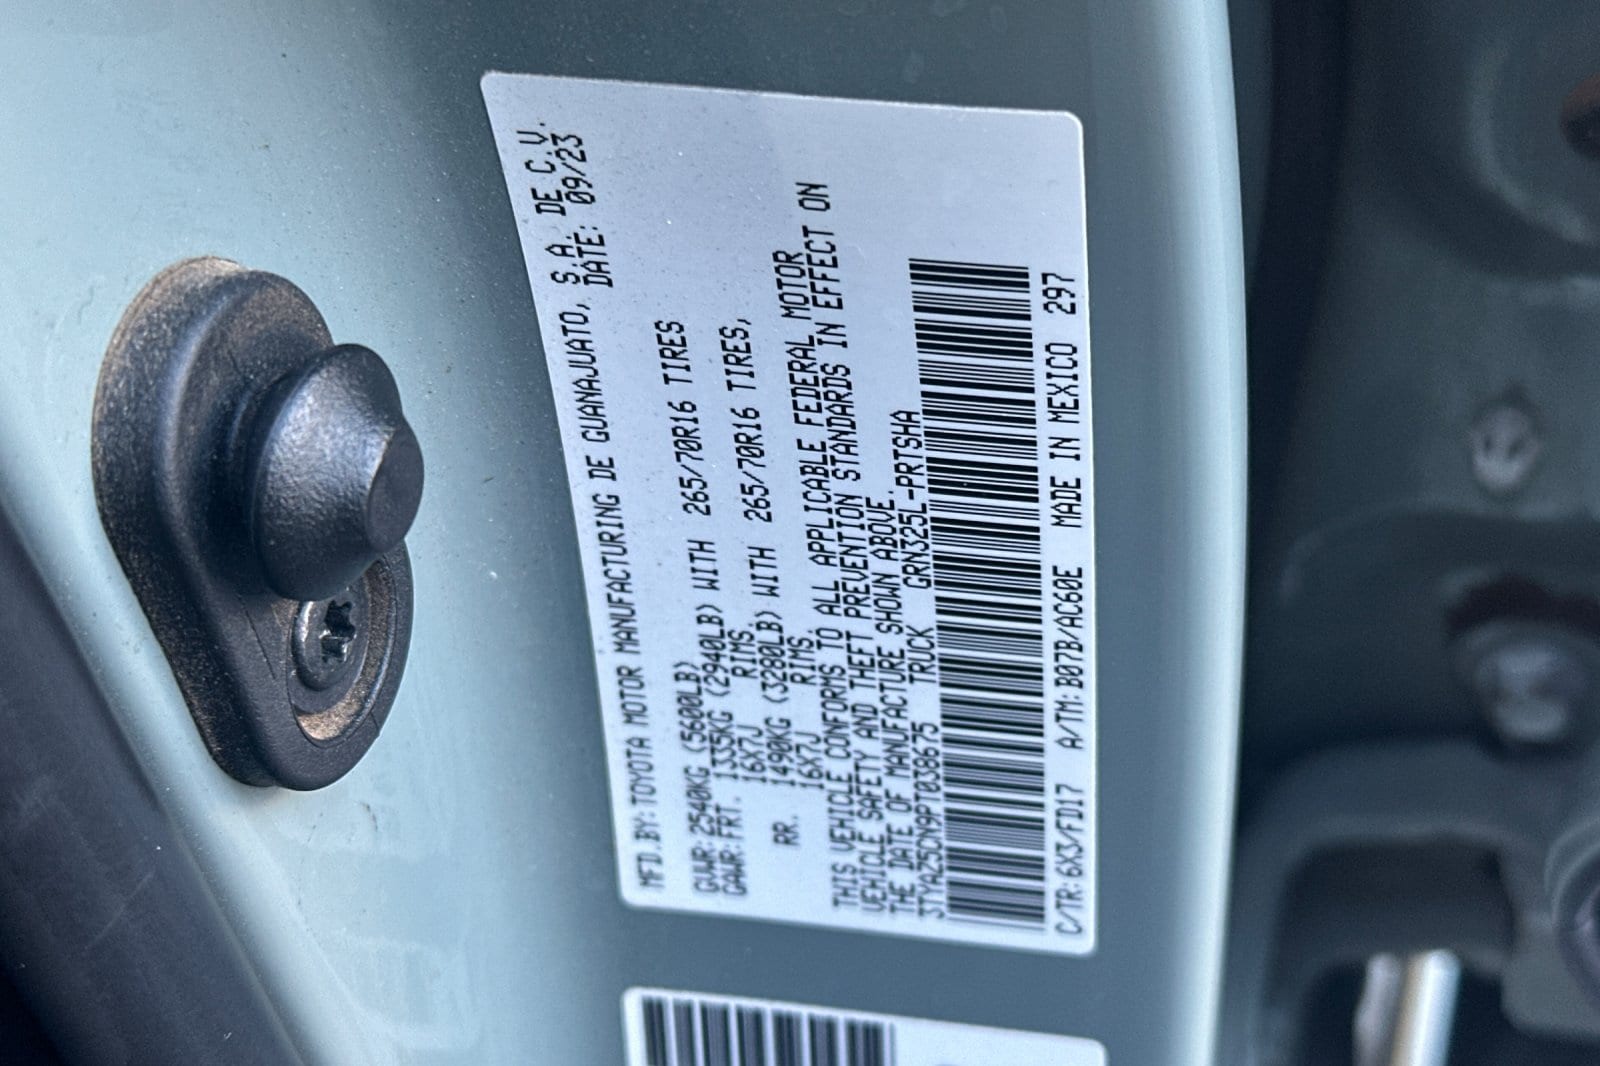 MFD.BY:TOYOTA MOTOR MANUFACTURING DE GUANAJUATO, S.A. DE C.V.
DATE: 09/23
GVWR:2540KG (5600LB)
GAWR:FRT. 1335KG (2940LB) WITH 265/70R16 TIRES
16X7J RIMS.
RR. 1490KG (3280LB) WITH 265/70R16 TIRES,
16X7J RIMS.
THIS VEHICLE CONFORMS TO ALL APPLICABLE FEDERAL MOTOR
VEHICLE SAFETY AND THEFT PREVENTION STANDARDS IN EFFECT ON
THE DATE OF MANUFACTURE SHOWN ABOVE.
3TYAZ5CN9PT038675 TRUCK GRN325L-PRTSHA
C/TR:6X3/FD17 A/TM:B07B/AC60E MADE IN MEXICO 297